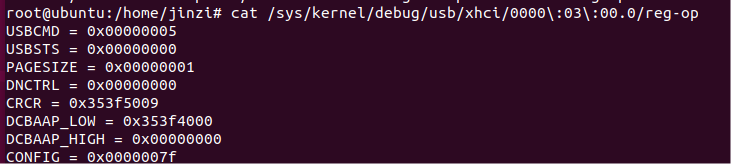 root@ubuntu:/home/jinzi# cat /sys/kernel/debug/usb/xhci/0000\:03\:00.0/reg-op
USBCMD = 0x00000005
USBSTS = 0x00000000
PAGESIZE = 0x00000001
DNCTRL = 0x00000000
CRCR = 0x353f5009
DCBAAP_LOW = 0x353f4000
DCBAAP_HIGH = 0x00000000
CONFIG = 0x0000007f